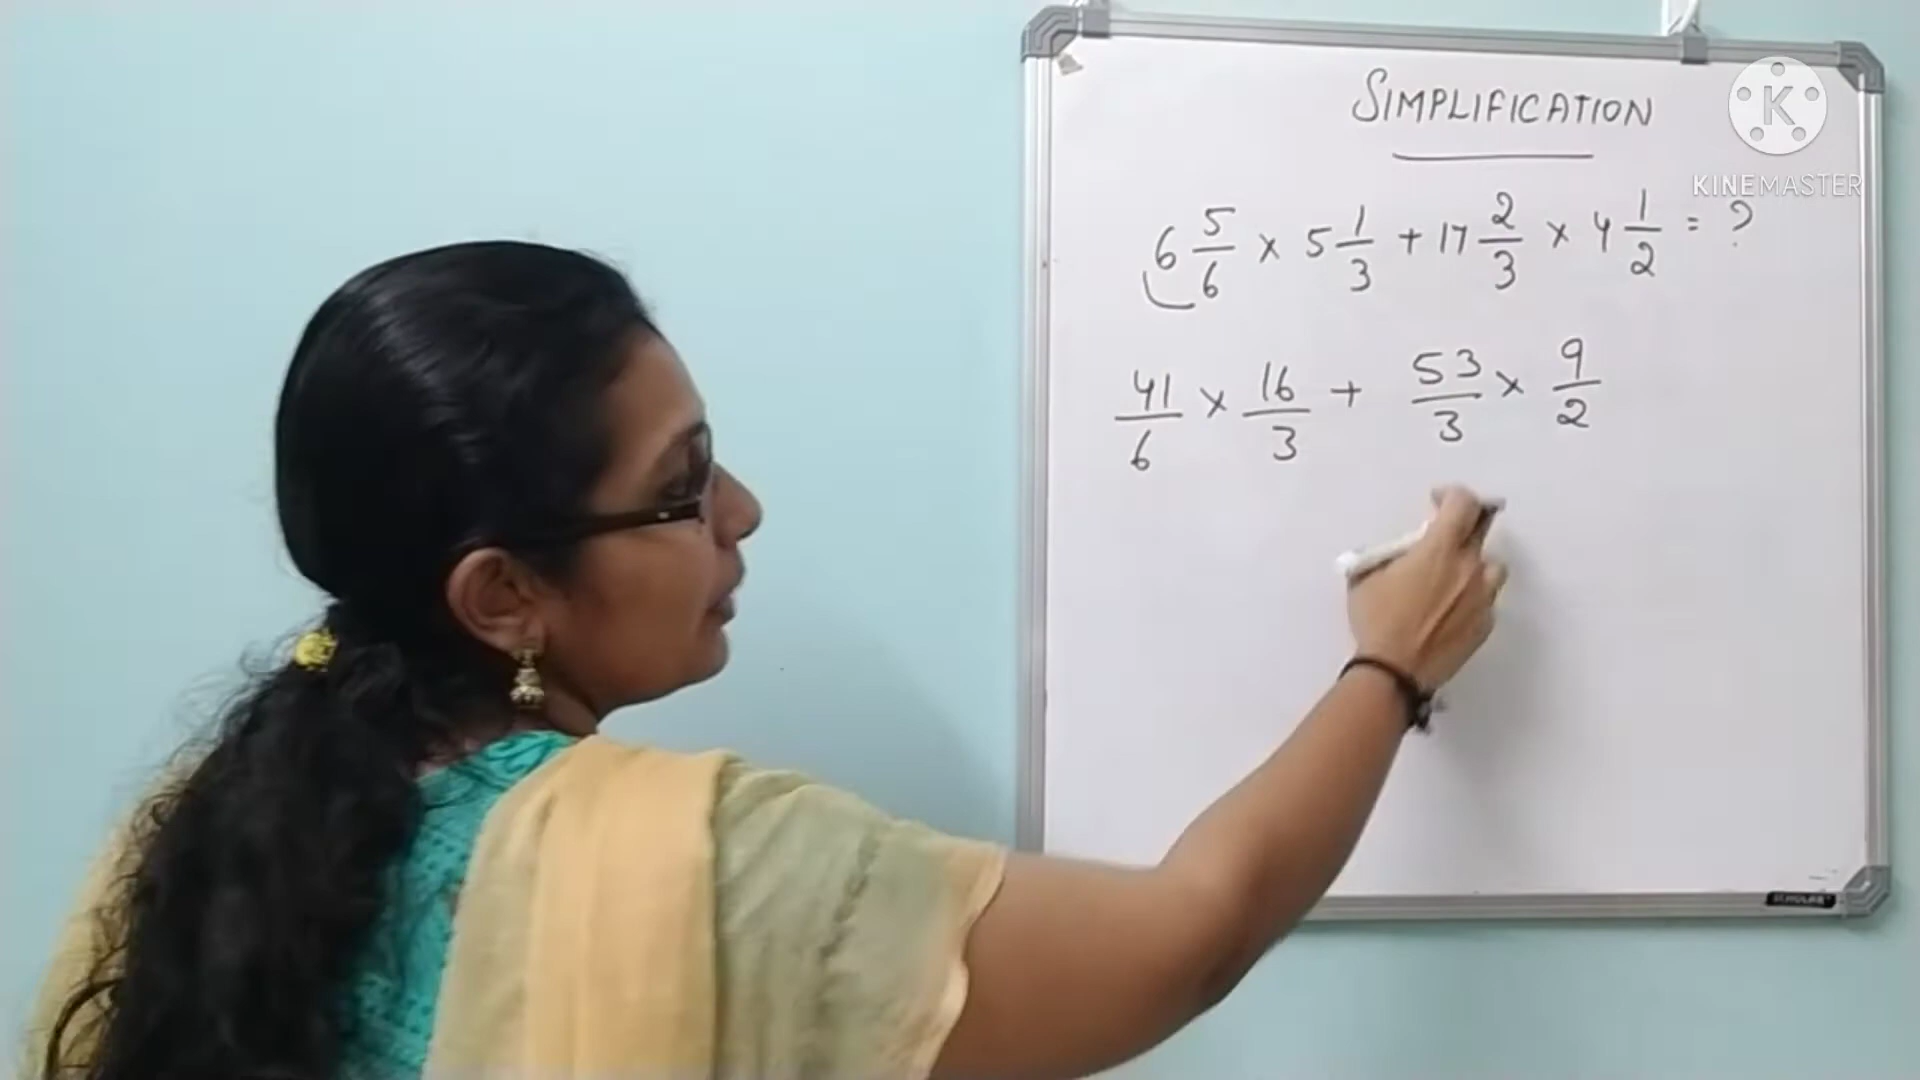 SIMPLIFICATION
K
KINEMASTER
6 5/6 × 5 1/3 + 17 2/3 × 4 1/2 = ?
41/6 × 16/3 + 53/3 × 9/2
SCHOLAR